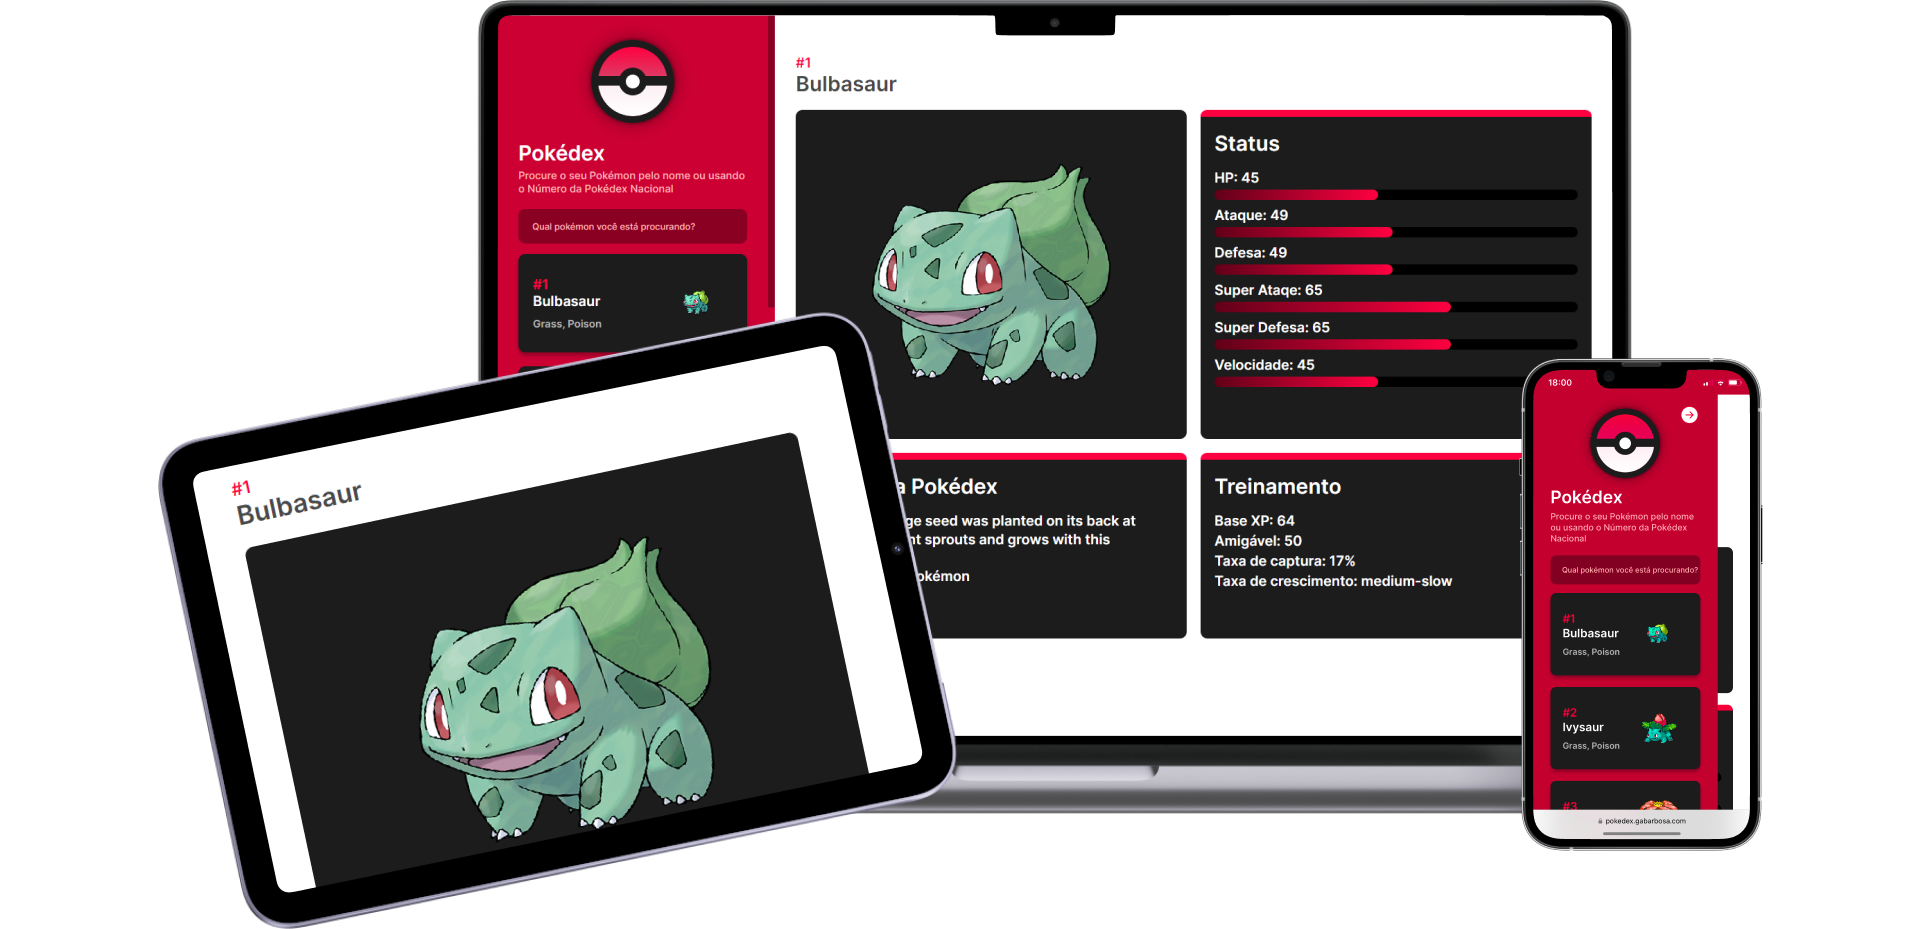 Pokédex
Procure o seu Pokémon pelo nome ou usando
o Número da Pokédex Nacional
Qual pokémon você está procurando?
#1
Bulbasaur
Grass, Poison
#1
Bulbasaur
Status
HP: 45
Ataque: 49
Defesa: 49
Super Ataqe: 65
Super Defesa: 65
Velocidade: 45
a Pokédex
ge seed was planted on its back at
nt sprouts and grows with this
okémon
Treinamento
Base XP: 64
Amigável: 50
Taxa de captura: 17%
Taxa de crescimento: medium-slow
#1
Bulbasaur
18:00
Pokédex
Procure o seu Pokémon pelo nome
ou usando o Número da Pokédex
Nacional
Qual pokémon você está procurando?
#1
Bulbasaur
Grass, Poison
#2
Ivysaur
Grass, Poison
#3
pokedex.gabarbosa.com